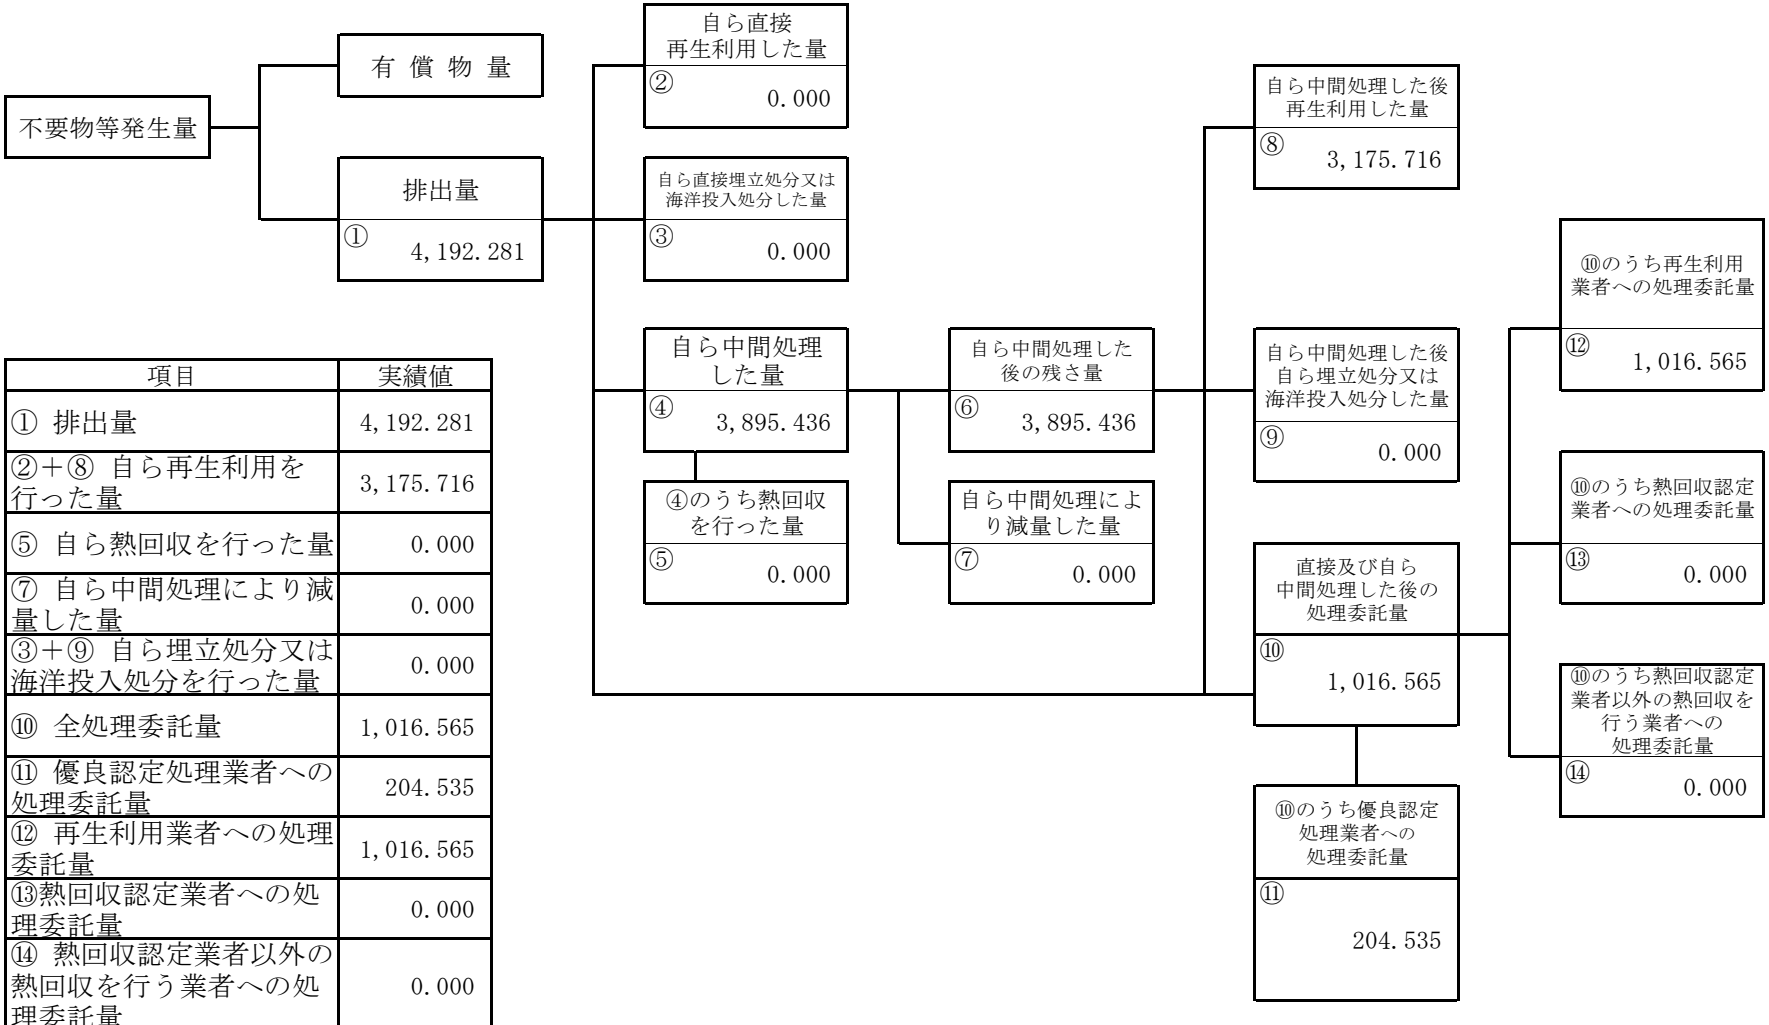 不要物等発生量
有 償 物 量
排出量
①
4,192.281
自ら直接
再生利用した量
②
0.000
自ら直接埋立処分又は
海洋投入処分した量
③
0.000
自ら中間処理
した量
④
3,895.436
④のうち熱回収
を行った量
⑤
0.000
自ら中間処理した
後の残さ量
⑥
3,895.436
自ら中間処理によ
り減量した量
⑦
0.000
自ら中間処理した後
再生利用した量
⑧
3,175.716
自ら中間処理した後
自ら埋立処分又は
海洋投入処分した量
⑨
0.000
直接及び自ら
中間処理した後の
処理委託量
⑩
1,016.565
⑩のうち優良認定
処理業者への
処理委託量
⑪
204.535
⑩のうち再生利用
業者への処理委託量
⑫
1,016.565
⑩のうち熱回収認定
業者への処理委託量
⑬
0.000
⑩のうち熱回収認定
業者以外の熱回収を
行う業者への
処理委託量
⑭
0.000
項目 実績値
① 排出量 4,192.281
②＋⑧ 自ら再生利用を
行った量 3,175.716
⑤ 自ら熱回収を行った量 0.000
⑦ 自ら中間処理により減
量した量 0.000
③＋⑨ 自ら埋立処分又は
海洋投入処分を行った量 0.000
⑩ 全処理委託量 1,016.565
⑪ 優良認定処理業者への
処理委託量 204.535
⑫ 再生利用業者への処理
委託量 1,016.565
⑬熱回収認定業者への処
理委託量 0.000
⑭ 熱回収認定業者以外の
熱回収を行う業者への処 0.000
理委託量